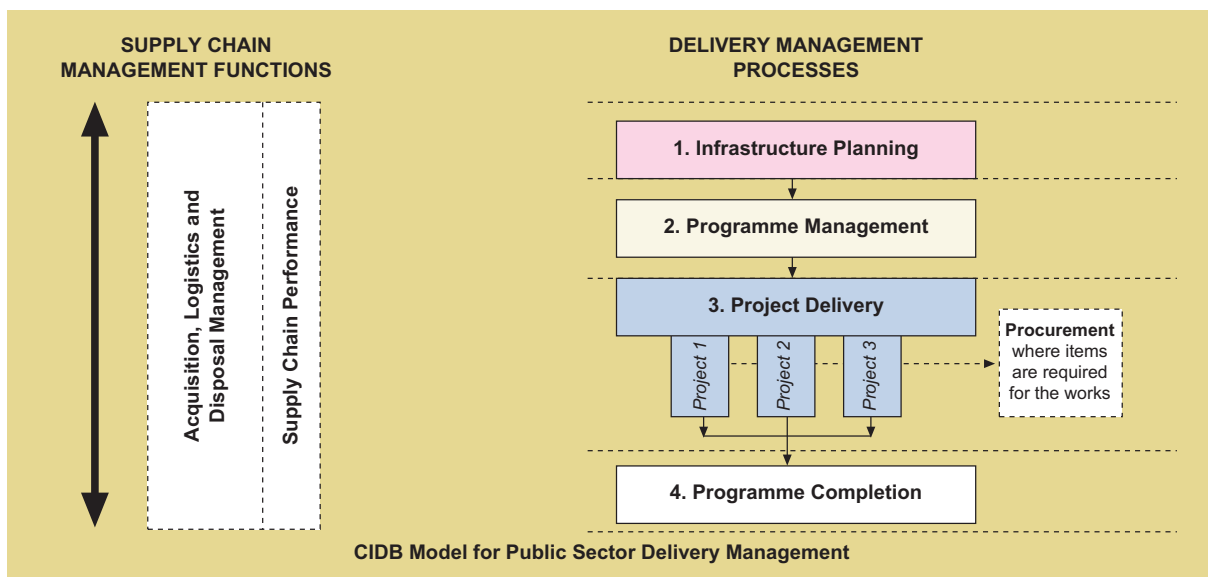 SUPPLY CHAIN
MANAGEMENT FUNCTIONS
DELIVERY MANAGEMENT
PROCESSES
Acquisition, Logistics and
Disposal Management
Supply Chain Performance
1. Infrastructure Planning
2. Programme Management
3. Project Delivery
Project 1
Project 2
Project 3
Procurement
where items
are required
for the works
4. Programme Completion
CIDB Model for Public Sector Delivery Management